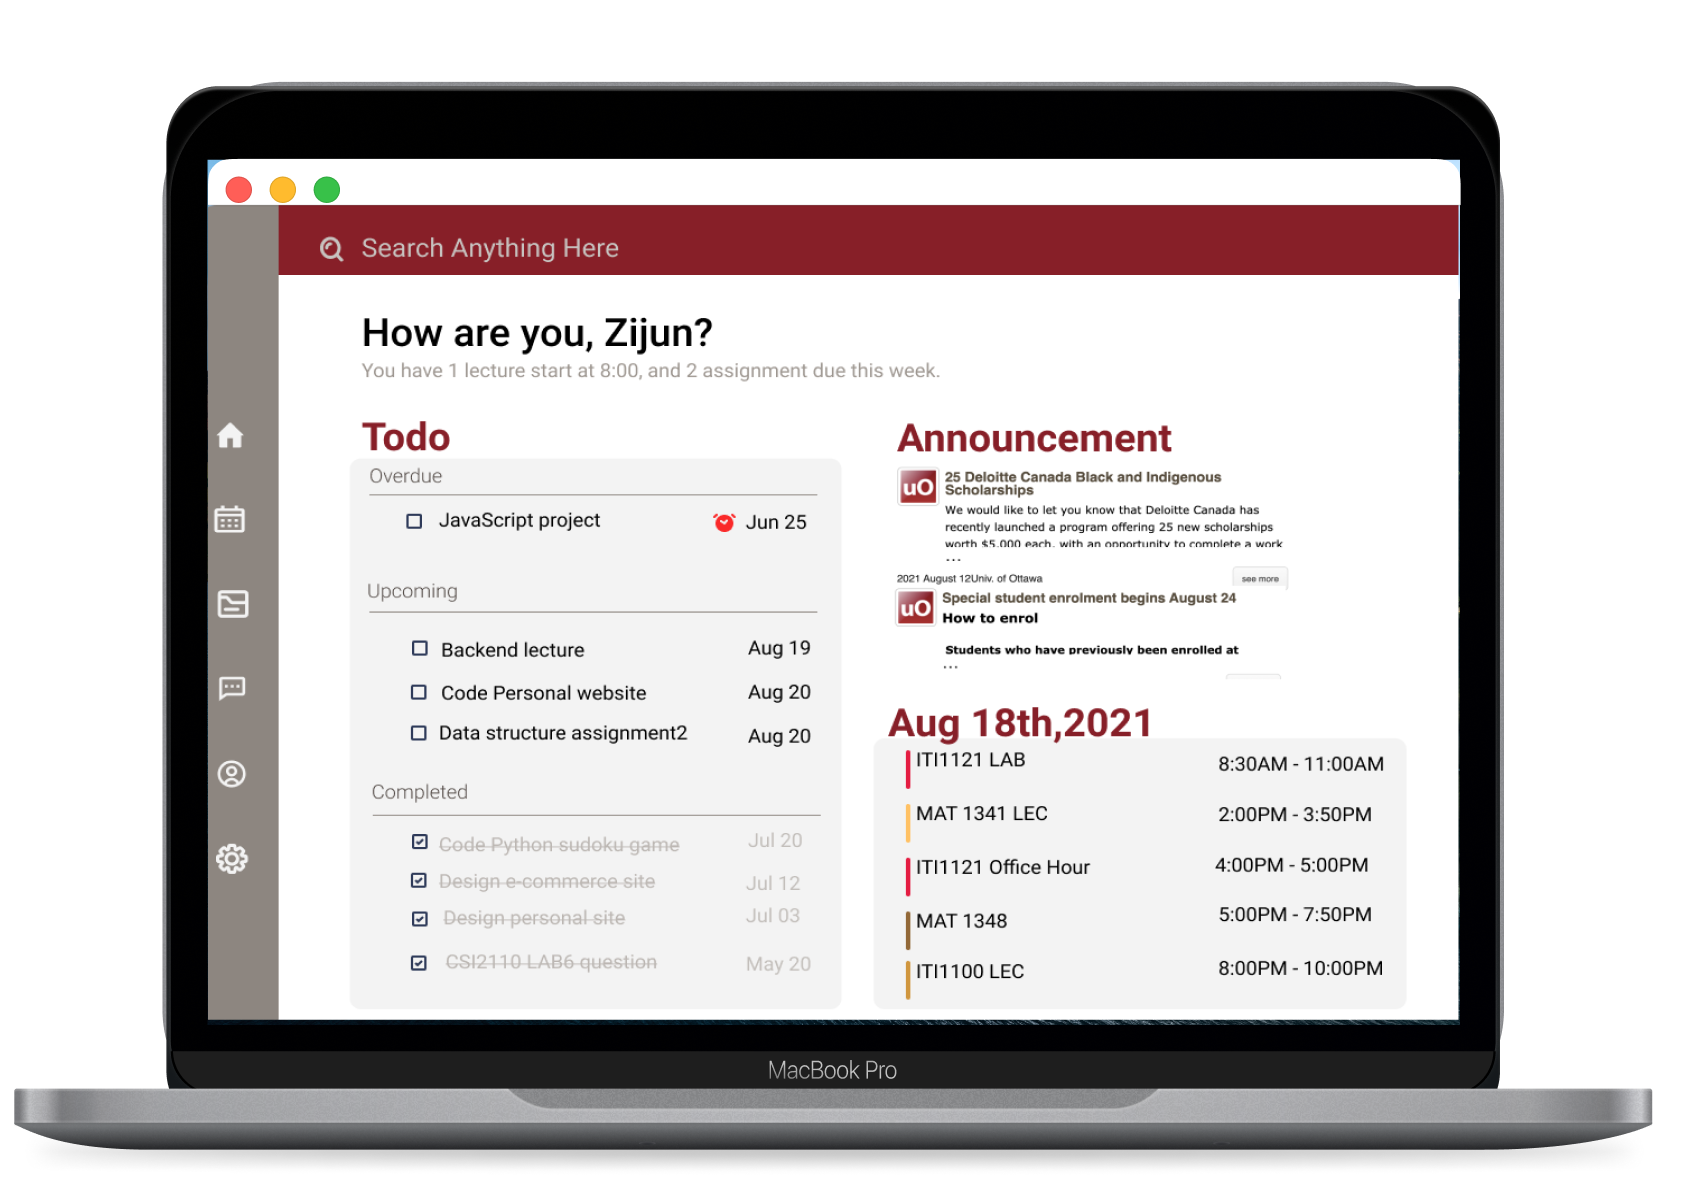 Search Anything Here
How are you, Zijun?
You have 1 lecture start at 8:00, and 2 assignment due this week.
Todo
Overdue
JavaScript project Jun 25
Upcoming
Backend lecture Aug 19
Code Personal website Aug 20
Data structure assignment2 Aug 20
Completed
Code Python sudoku game Jul 20
Design e-commerce site Jul 12
Design personal site Jul 03
CSI2110 LAB6 question May 20
Announcement
uO
25 Deloitte Canada Black and Indigenous
Scholarships
We would like to let you know that Deloitte Canada has
recently launched a program offering 25 new scholarships
worth $5,000 each, with an opportunity to complete a work
...
2021 August 12Univ. of Ottawa see more
uO
Special student enrolment begins August 24
How to enrol
Students who have previously been enrolled at
...
Aug 18th,2021
ITI1121 LAB 8:30AM - 11:00AM
MAT 1341 LEC 2:00PM - 3:50PM
ITI1121 Office Hour 4:00PM - 5:00PM
MAT 1348 5:00PM - 7:50PM
ITI1100 LEC 8:00PM - 10:00PM
MacBook Pro